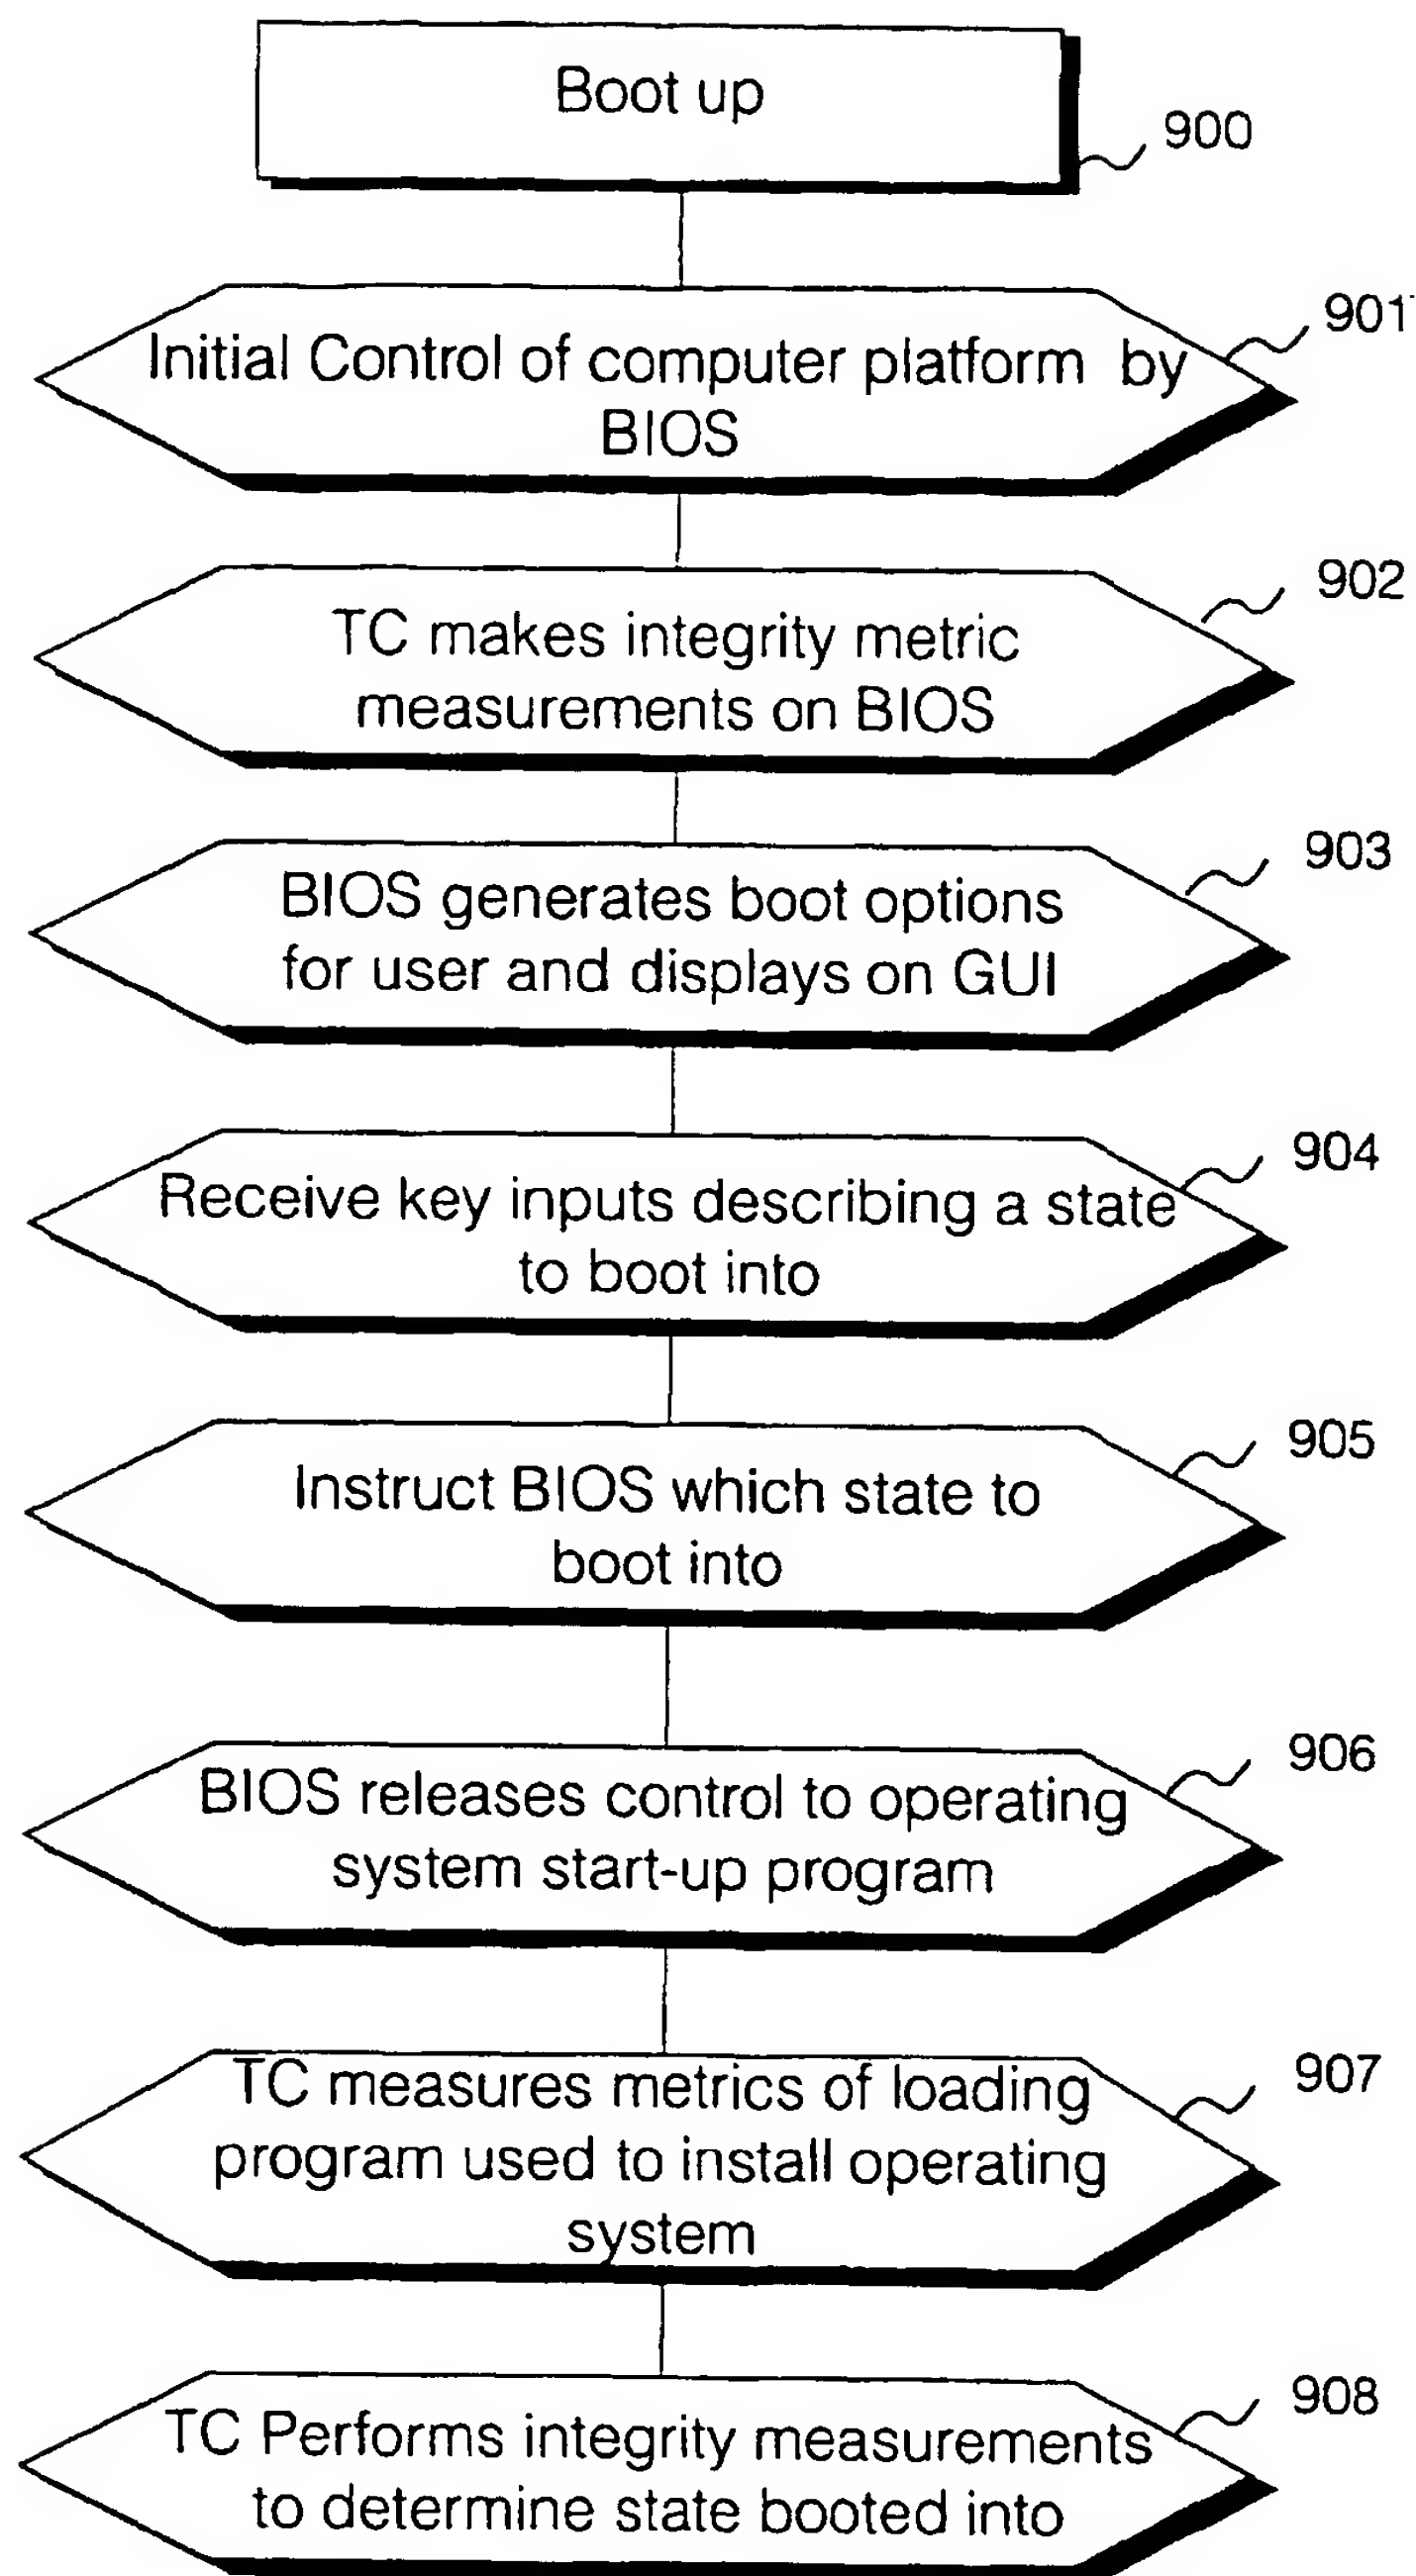 Boot up
900
Initial Control of computer platform by
BIOS
901
TC makes integrity metric
measurements on BIOS
902
BIOS generates boot options
for user and displays on GUI
903
Receive key inputs describing a state
to boot into
904
Instruct BIOS which state to
boot into
905
BIOS releases control to operating
system start-up program
906
TC measures metrics of loading
program used to install operating
system
907
TC Performs integrity measurements
to determine state booted into
908